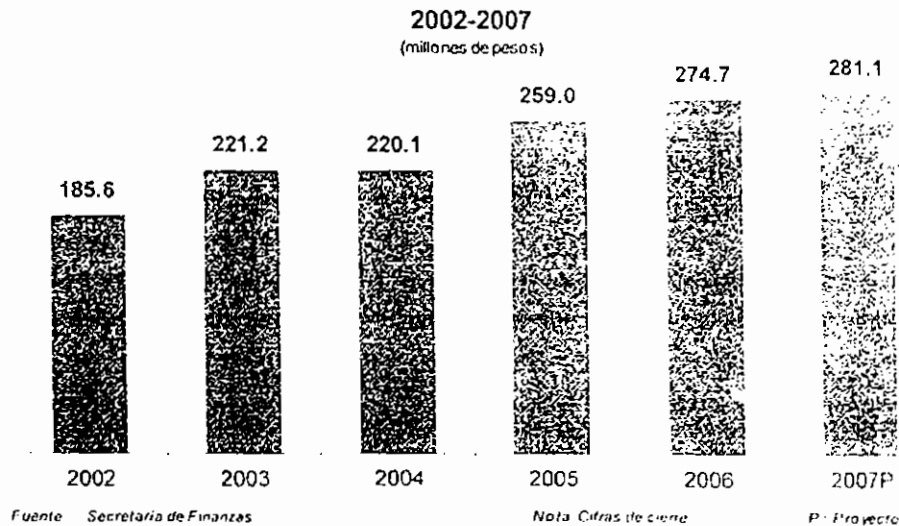 2002-2007
(millones de pesos)
185.6 221.2 220.1 259.0 274.7 281.1
2002 2003 2004 2005 2006 2007P
Fuente Secretaría de Finanzas Nota Cifras de cierre P: Proyecto